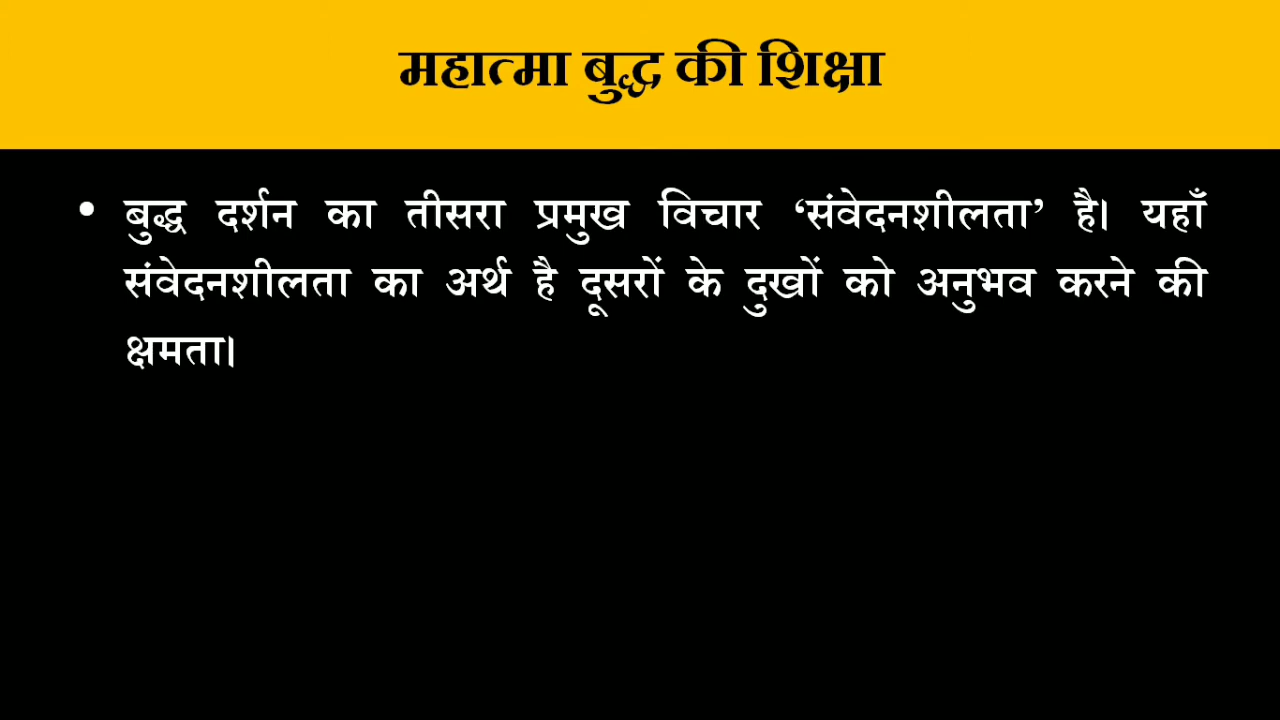 महात्मा बुद्ध की शिक्षा
• बुद्ध दर्शन का तीसरा प्रमुख विचार ‘संवेदनशीलता’ है। यहाँ
संवेदनशीलता का अर्थ है दूसरों के दुखों को अनुभव करने की
क्षमता।